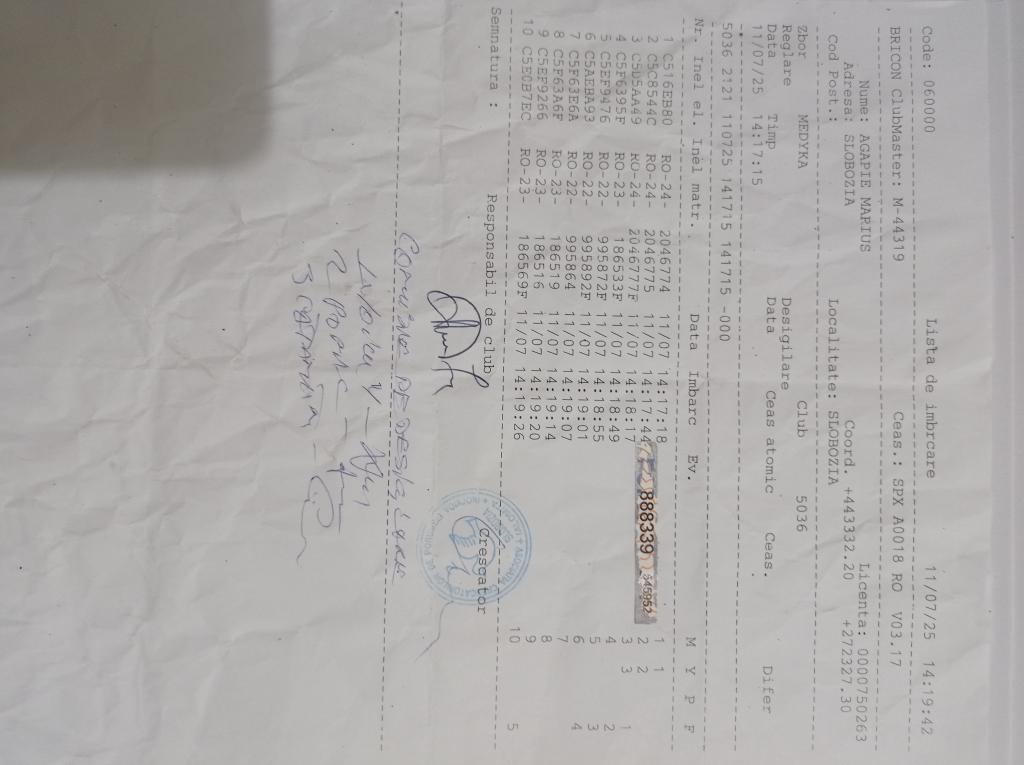 Code: 060000 Lista de imbrcare 11/07/25 14:19:42
BRICON ClubMaster: M-44319 Ceas.: SPX A0018 RO V03.17
Nume: AGAPIE MARIUS Licenta: 0000750263
Adresa: SLOBOZIA Coord. +443332.20 +272327.30
Cod Post.: Localitate: SLOBOZIA
Zbor MEDYKA Club 5036
Reglare Desigilare
Data Timp Data Ceas atomic Ceas. Difer
11/07/25 14:17:15
5036 2121 110725 141715 141715 -000
Nr. Inel el. Inel matr. Data Imbarc Ev. M Y P F
1 C516EB80 RO-24- 2046774 11/07 14:17:18 1 1
2 C5C8544C RO-24- 2046775 11/07 14:17:44 2 2
3 C5D5AA49 RO-24- 2046777F 11/07 14:18:17 3 3 1
4 C5F6395F RO-23- 186533F 11/07 14:18:49 4 2
5 C5EF9476 RO-22- 995872F 11/07 14:18:55 5 3
6 C5AEBA93 RO-22- 995892F 11/07 14:19:01 6 4
7 C5F63E6A RO-22- 995864 11/07 14:19:07 7
8 C5F63A6F RO-23- 186519 11/07 14:19:14 8
9 C5EF9266 RO-23- 186516 11/07 14:19:20 9
10 C5E0B7EC RO-23- 186569F 11/07 14:19:26 10 5
888339 545952
Semnatura : Responsabil de club Crescator